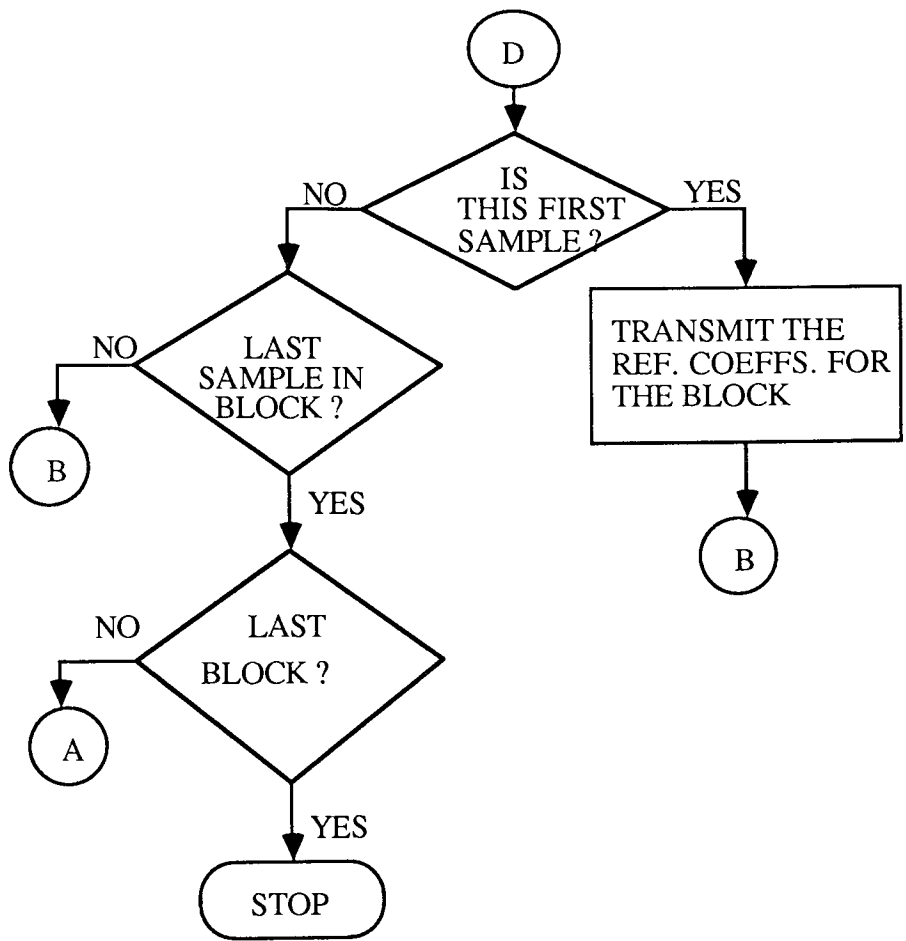 D
IS
THIS FIRST
SAMPLE ?
NO
YES
TRANSMIT THE
REF. COEFFS. FOR
THE BLOCK
NO
LAST
SAMPLE IN
BLOCK ?
B
YES
B
NO
LAST
BLOCK ?
A
YES
STOP